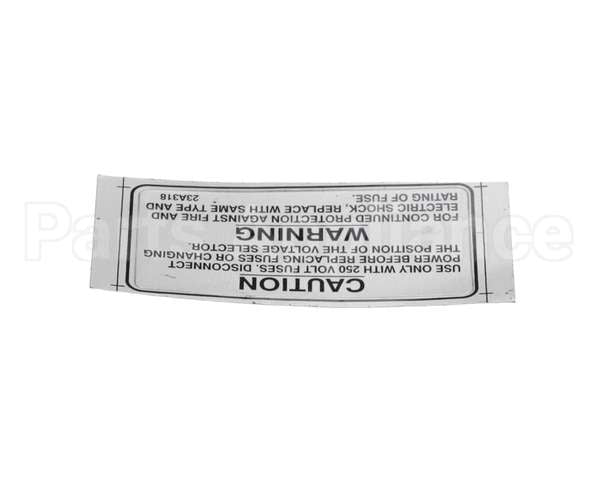 CAUTION
USE ONLY WITH 250 VOLT FUSES. DISCONNECT
POWER BEFORE REPLACING FUSES OR CHANGING
THE POSITION OF THE VOLTAGE SELECTOR.
WARNING
FOR CONTINUED PROTECTION AGAINST FIRE AND
ELECTRIC SHOCK, REPLACE WITH SAME TYPE AND
RATING OF FUSE. 23A318